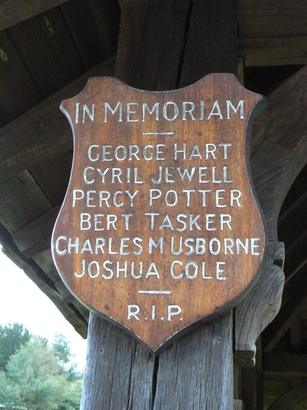 IN MEMORIAM
GEORGE HART
CYRIL JEWELL
PERCY POTTER
BERT TASKER
CHARLES M USBORNE
JOSHUA COLE
R.I.P.